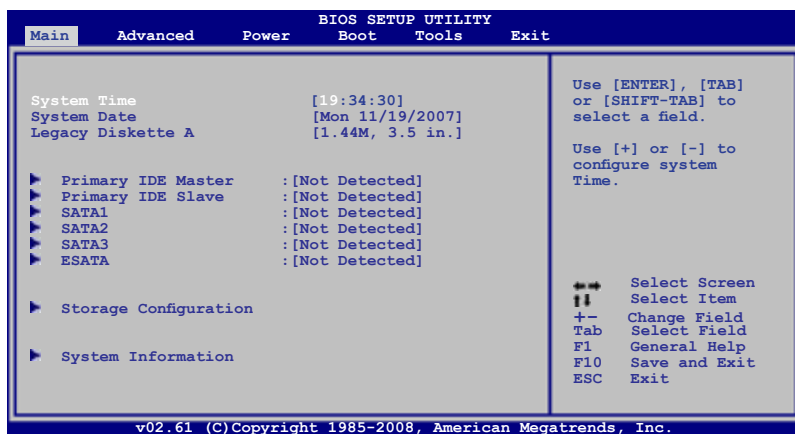 BIOS SETUP UTILITY
Main Advanced Power Boot Tools Exit
System Time [19:34:30]
System Date [Mon 11/19/2007]
Legacy Diskette A [1.44M, 3.5 in.]
Primary IDE Master :[Not Detected]
Primary IDE Slave :[Not Detected]
SATA1 :[Not Detected]
SATA2 :[Not Detected]
SATA3 :[Not Detected]
ESATA :[Not Detected]
Storage Configuration
System Information
Use [ENTER], [TAB]
or [SHIFT-TAB] to
select a field.
Use [+] or [-] to
configure system
Time.
←→ Select Screen
↑↓ Select Item
+- Change Field
Tab Select Field
F1 General Help
F10 Save and Exit
ESC Exit
v02.61 (C)Copyright 1985-2008, American Megatrends, Inc.